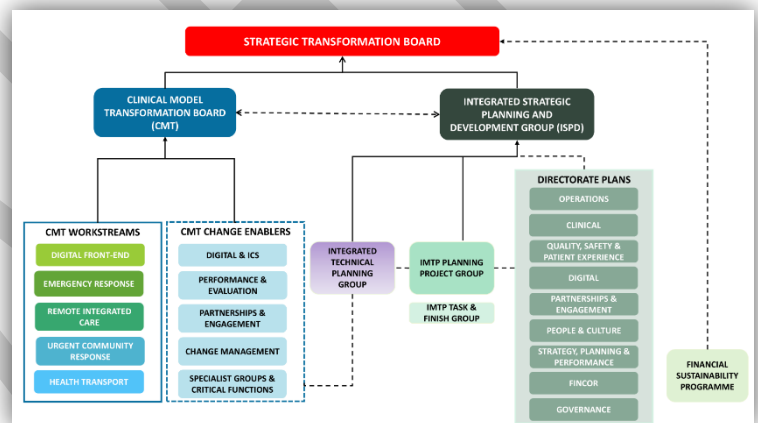 STRATEGIC TRANSFORMATION BOARD
CLINICAL MODEL
TRANSFORMATION BOARD
(CMT)
INTEGRATED STRATEGIC
PLANNING AND
DEVELOPMENT GROUP (ISPD)
CMT WORKSTREAMS
DIGITAL FRONT-END
EMERGENCY RESPONSE
REMOTE INTEGRATED
CARE
URGENT COMMUNITY
RESPONSE
HEALTH TRANSPORT
CMT CHANGE ENABLERS
DIGITAL & ICS
PERFORMANCE &
EVALUATION
PARTNERSHIPS &
ENGAGEMENT
CHANGE MANAGEMENT
SPECIALIST GROUPS &
CRITICAL FUNCTIONS
INTEGRATED
TECHNICAL
PLANNING
GROUP
IMTP PLANNING
PROJECT GROUP
IMTP TASK &
FINISH GROUP
DIRECTORATE PLANS
OPERATIONS
CLINICAL
QUALITY, SAFETY &
PATIENT EXPERIENCE
DIGITAL
PARTNERSHIPS &
ENGAGEMENT
PEOPLE & CULTURE
STRATEGY, PLANNING &
PERFORMANCE
FINCOR
GOVERNANCE
FINANCIAL
SUSTAINABILITY
PROGRAMME